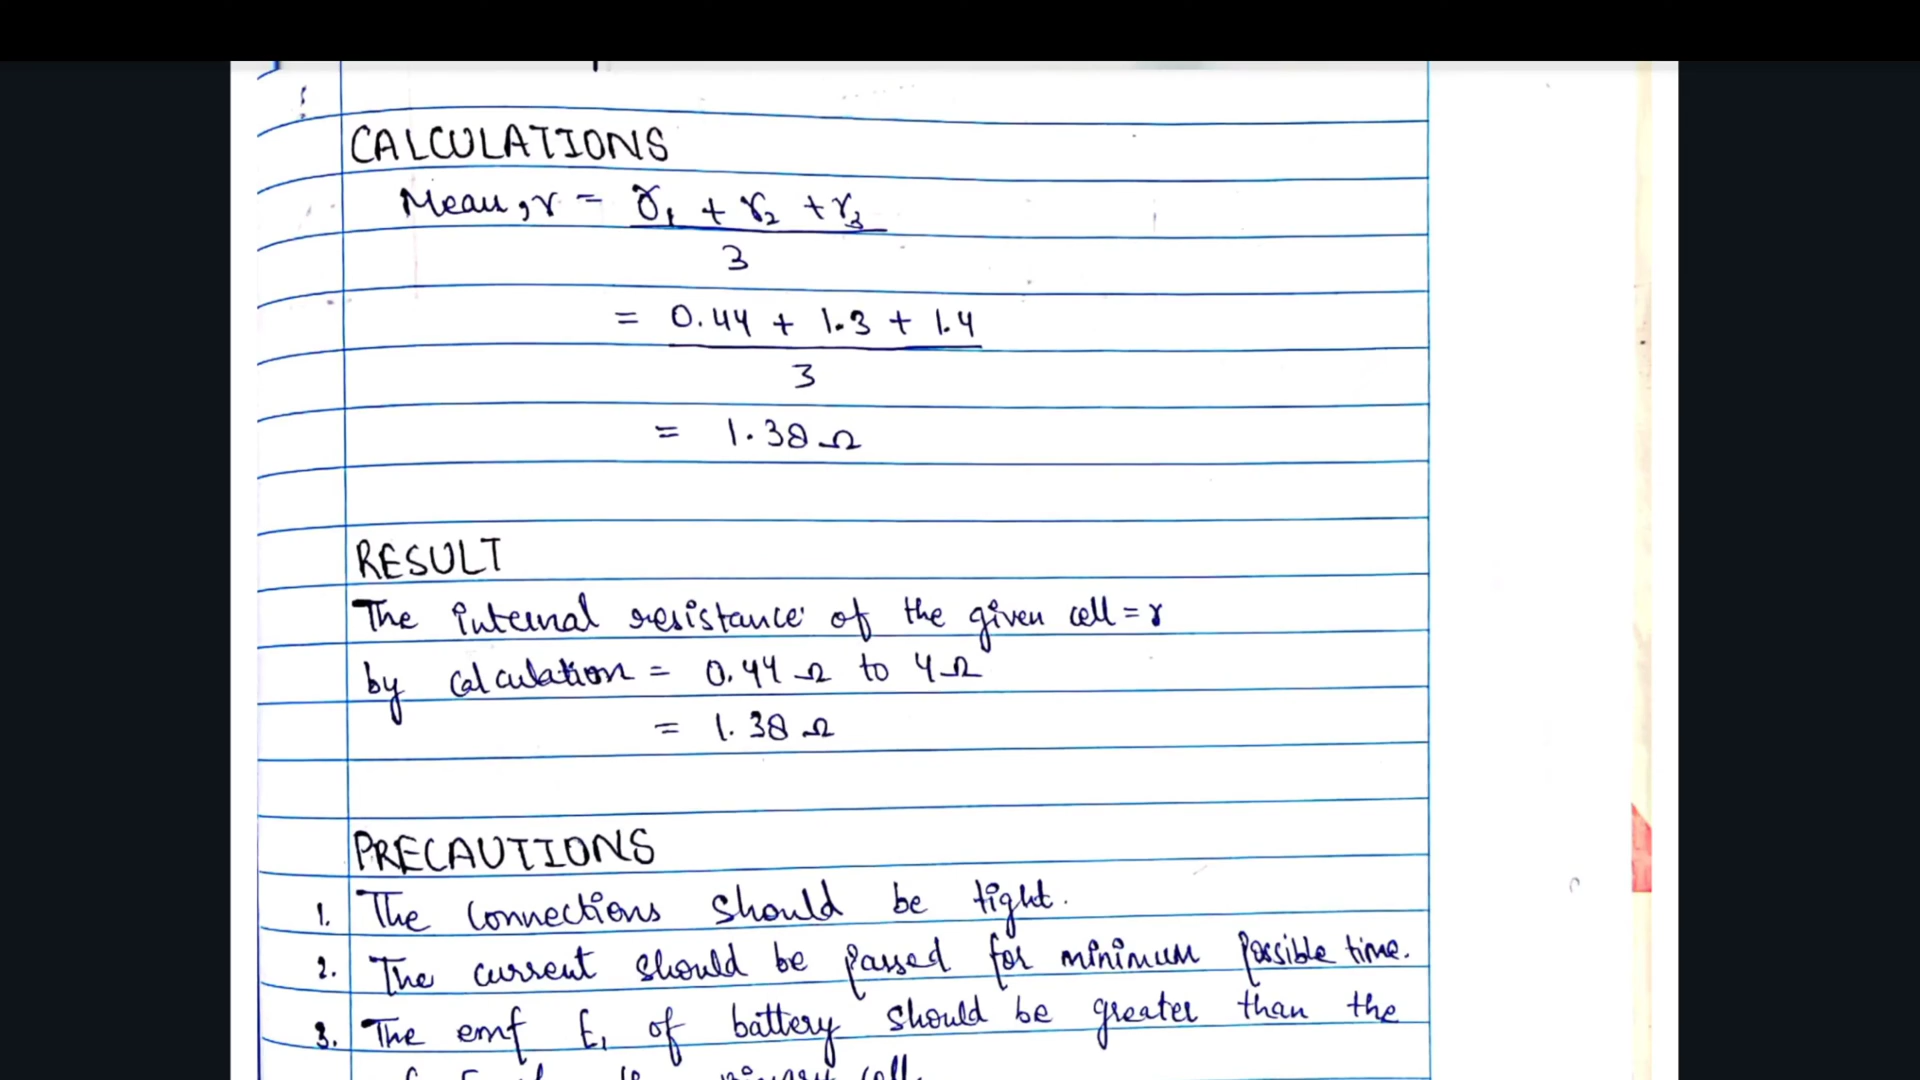 CALCULATIONS
Mean, r = r₁ + r₂ + r₃
3
= 0.44 + 1.3 + 1.4
3
= 1.38 Ω
RESULT
The internal resistance of the given cell = r
by calculation = 0.44 Ω to 4Ω
= 1.38 Ω
PRECAUTIONS
1. The connections should be tight.
2. The current should be passed for minimum possible time.
3. The emf E₁ of battery should be greater than the
cell.